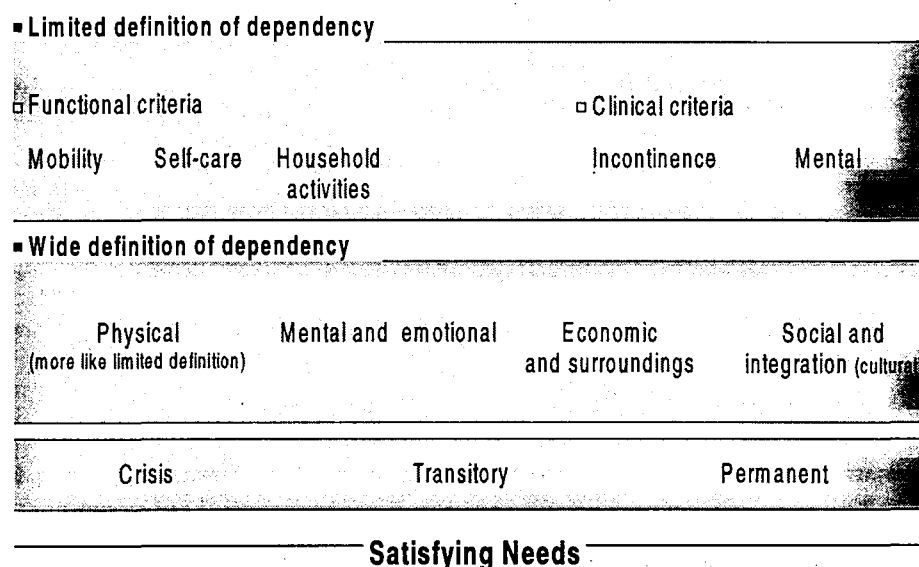 ▪ Limited definition of dependency
▫ Functional criteria ▫ Clinical criteria
Mobility Self-care Household activities Incontinence Mental
▪ Wide definition of dependency
Physical Mental and emotional Economic Social and
(more like limited definition) and surroundings integration (cultural
Crisis Transitory Permanent
Satisfying Needs